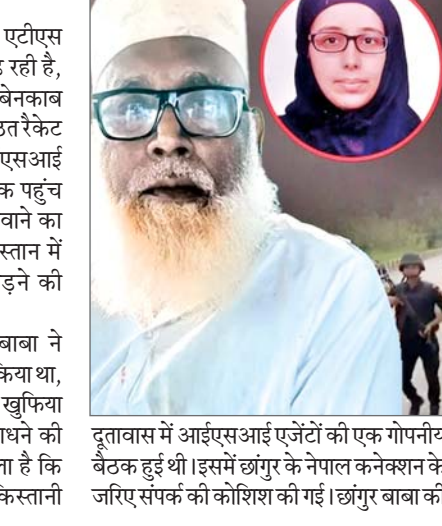 एटीएस
रही है,
बेनकाब
रैकेट
एसआई
पहुंच
वाने का
स्तान में
ड़ने की
बाबा ने
किया था,
खुफिया
धने की
है कि
किस्तानी
दूतावास में आईएसआई एजेंटों की एक गोपनीय
बैठक हुई थी। इसमें छांगुर के नेपाल कनेक्शन के
जरिए संपर्क की कोशिश की गई। छांगुर बाबा की